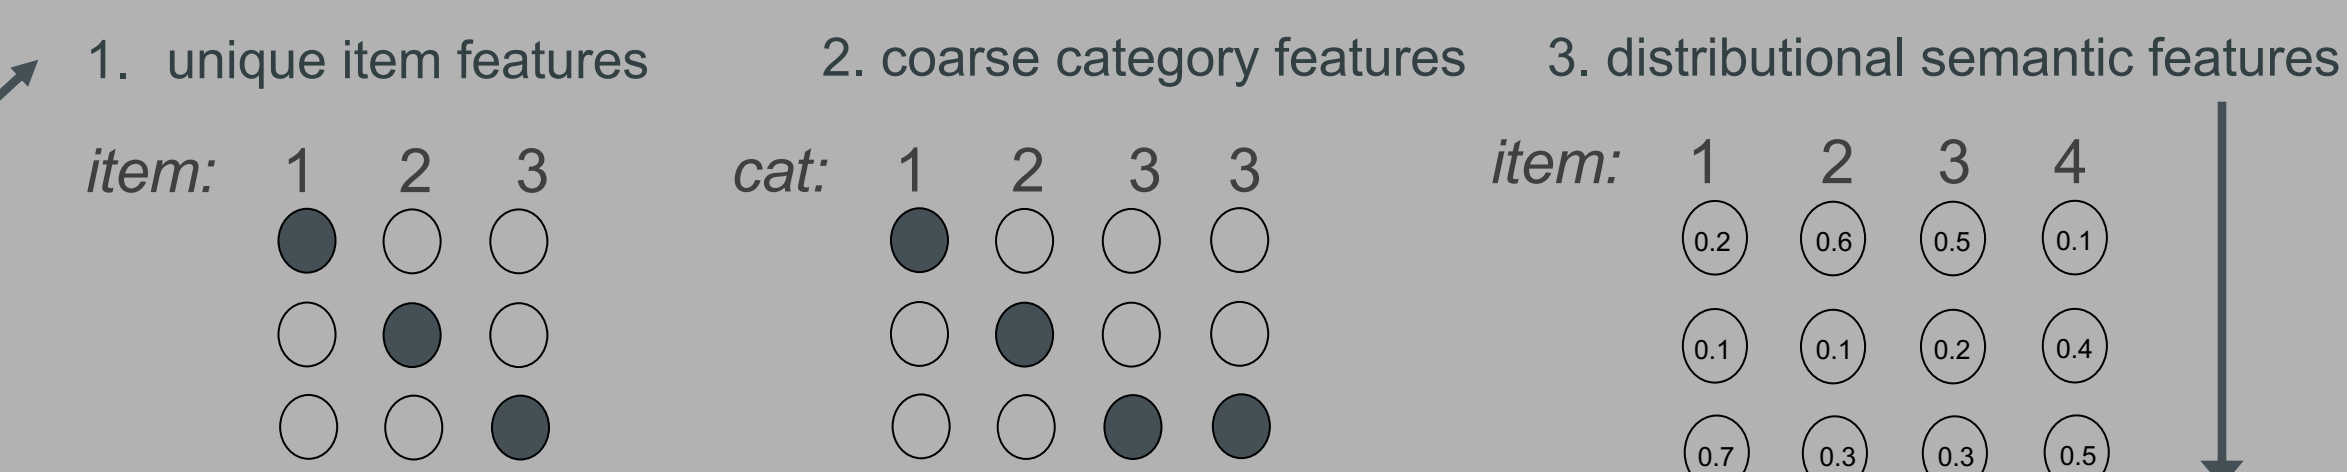 1. unique item features
2. coarse category features
3. distributional semantic features
item: 1 2 3
cat: 1 2 3 3
item: 1 2 3 4
0.2 0.6 0.5 0.1
0.1 0.1 0.2 0.4
0.7 0.3 0.3 0.5